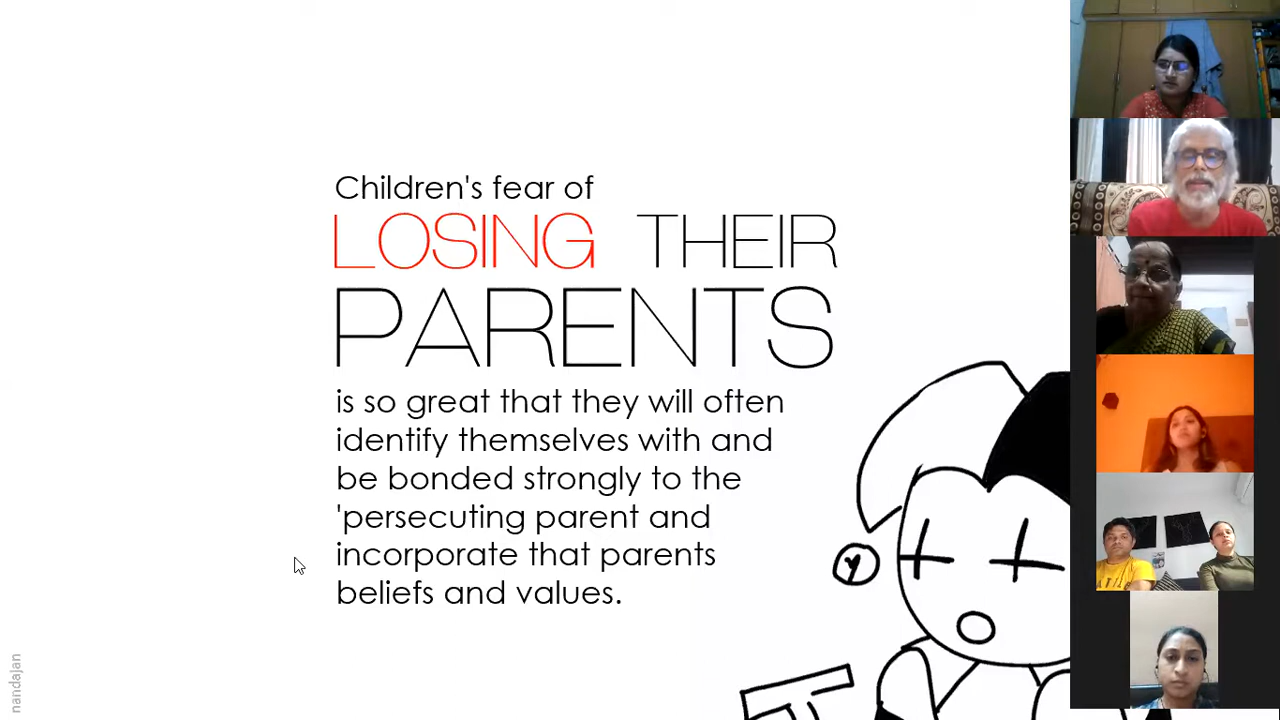 Children's fear of
LOSING THEIR
PARENTS
is so great that they will often
identify themselves with and
be bonded strongly to the
'persecuting parent and
incorporate that parents
beliefs and values.
nandajan